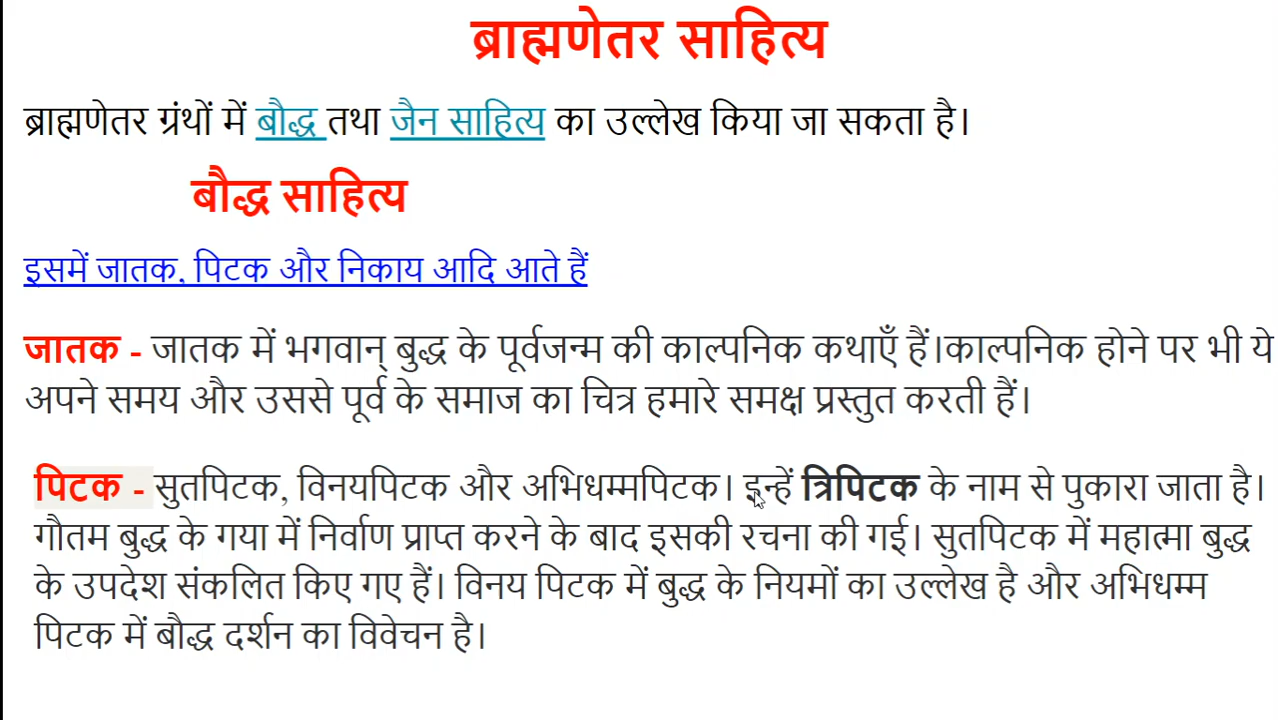 ब्राह्मणेतर साहित्य
ब्राह्मणेतर ग्रंथों में बौद्ध तथा जैन साहित्य का उल्लेख किया जा सकता है।
बौद्ध साहित्य
इसमें जातक, पिटक और निकाय आदि आते हैं
जातक - जातक में भगवान् बुद्ध के पूर्वजन्म की काल्पनिक कथाएँ हैं।काल्पनिक होने पर भी ये
अपने समय और उससे पूर्व के समाज का चित्र हमारे समक्ष प्रस्तुत करती हैं।
पिटक - सुतपिटक, विनयपिटक और अभिधम्मपिटक। इन्हें त्रिपिटक के नाम से पुकारा जाता है।
गौतम बुद्ध के गया में निर्वाण प्राप्त करने के बाद इसकी रचना की गई। सुतपिटक में महात्मा बुद्ध
के उपदेश संकलित किए गए हैं। विनय पिटक में बुद्ध के नियमों का उल्लेख है और अभिधम्म
पिटक में बौद्ध दर्शन का विवेचन है।